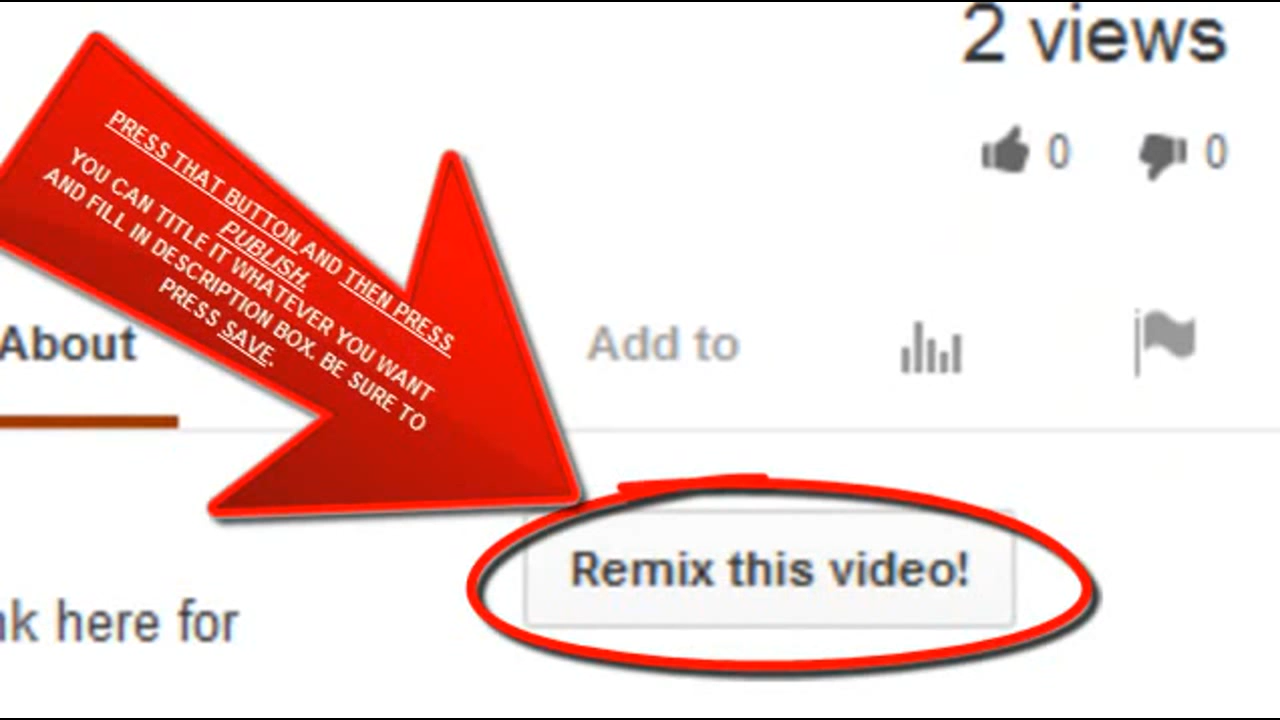 2 views
0 0
PRESS THAT BUTTON AND THEN PRESS
PUBLISH.
YOU CAN TITLE IT WHATEVER YOU WANT
AND FILL IN DESCRIPTION BOX. BE SURE TO
PRESS SAVE.
About
Add to
Remix this video!
nk here for